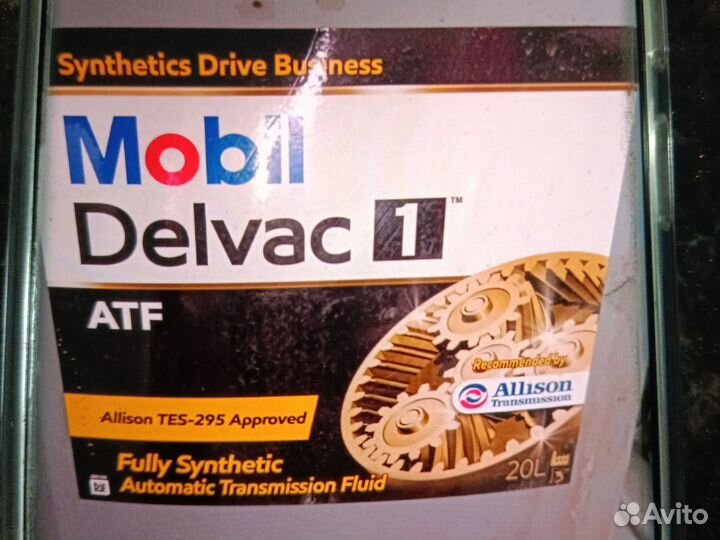 Synthetics Drive Business
Mobil
Delvac 1™
ATF
Recommended by
Allison
Transmission
Allison TES-295 Approved
Fully Synthetic
Automatic Transmission Fluid
20L
Avito